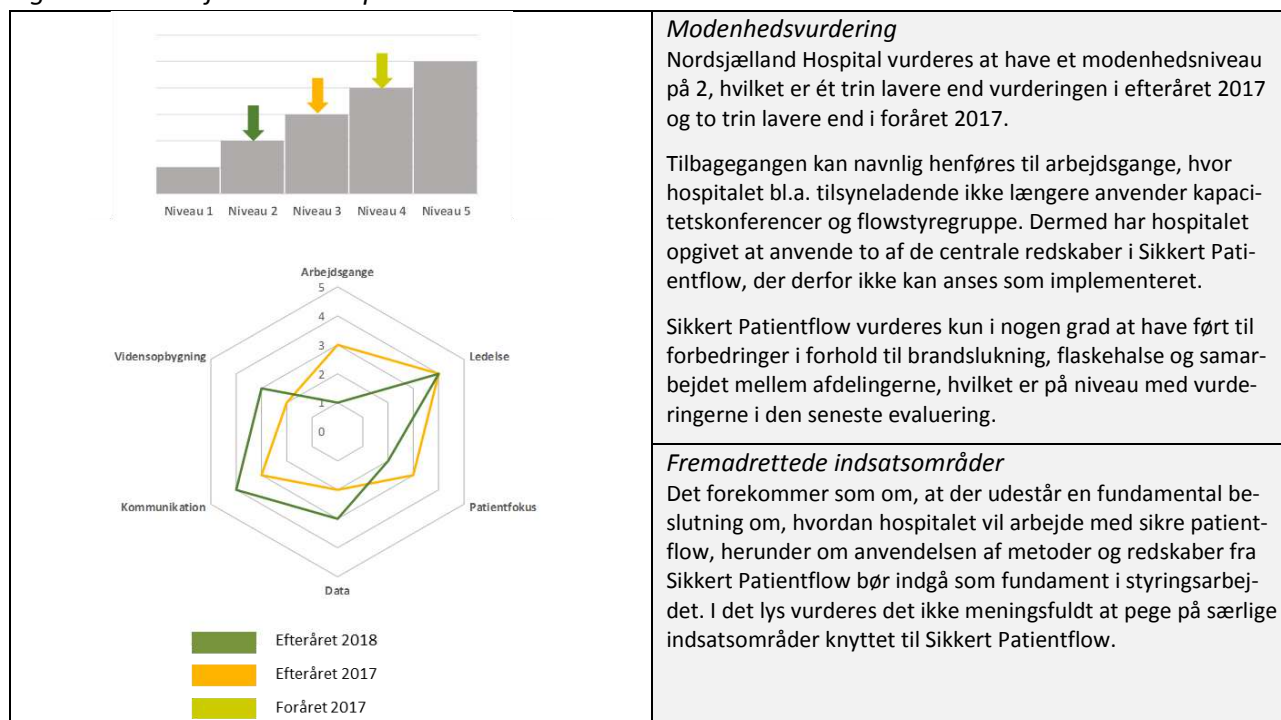 Niveau 1 Niveau 2 Niveau 3 Niveau 4 Niveau 5
Arbejdsgange
5
4
3
2
1
0
Vidensopbygning
Ledelse
Kommunikation
Patientfokus
Data
Efteråret 2018
Efteråret 2017
Foråret 2017
Modenhedsvurdering
Nordsjælland Hospital vurderes at have et modenhedsniveau
på 2, hvilket er ét trin lavere end vurderingen i efteråret 2017
og to trin lavere end i foråret 2017.
Tilbagegangen kan navnlig henføres til arbejdsgange, hvor
hospitalet bl.a. tilsyneladende ikke længere anvender kapaci-
tetskonferencer og flowstyregruppe. Dermed har hospitalet
opgivet at anvende to af de centrale redskaber i Sikkert Pati-
entflow, der derfor ikke kan anses som implementeret.
Sikkert Patientflow vurderes kun i nogen grad at have ført til
forbedringer i forhold til brandslukning, flaskehalse og samar-
bejdet mellem afdelingerne, hvilket er på niveau med vurde-
ringerne i den seneste evaluering.
Fremadrettede indsatsområder
Det forekommer som om, at der udestår en fundamental be-
slutning om, hvordan hospitalet vil arbejde med sikre patient-
flow, herunder om anvendelsen af metoder og redskaber fra
Sikkert Patientflow bør indgå som fundament i styringsarbej-
det. I det lys vurderes det ikke meningsfuldt at pege på særlige
indsatsområder knyttet til Sikkert Patientflow.